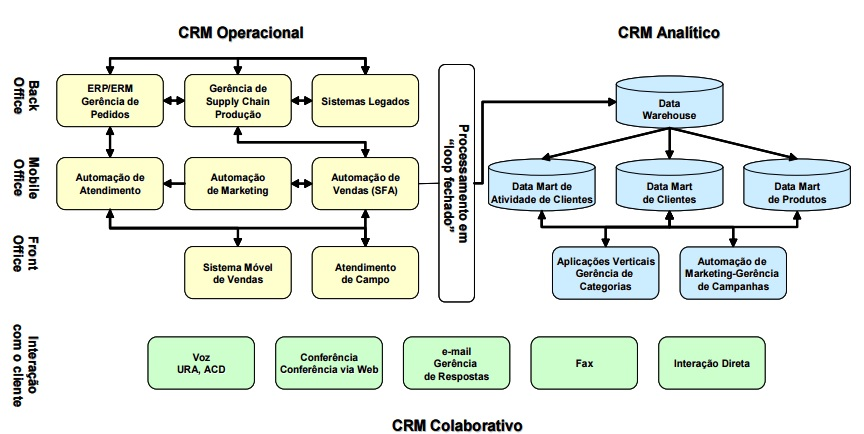 CRM Operacional
CRM Analítico
Back
Office
ERP/ERM
Gerência de
Pedidos
Gerência de
Supply Chain
Produção
Sistemas Legados
Data
Warehouse
Processamento em
“loop fechado”
Mobile
Office
Automação de
Atendimento
Automação
de Marketing
Automação de
Vendas (SFA)
Data Mart de
Atividade de Clientes
Data Mart
de Clientes
Data Mart
de Produtos
Front
Office
Sistema Móvel
de Vendas
Atendimento
de Campo
Aplicações Verticais
Gerência de
Categorias
Automação de
Marketing-Gerência
de Campanhas
Interação
com o cliente
Voz
URA, ACD
Conferência
Conferência via Web
e-mail
Gerência
de Respostas
Fax
Interação Direta
CRM Colaborativo